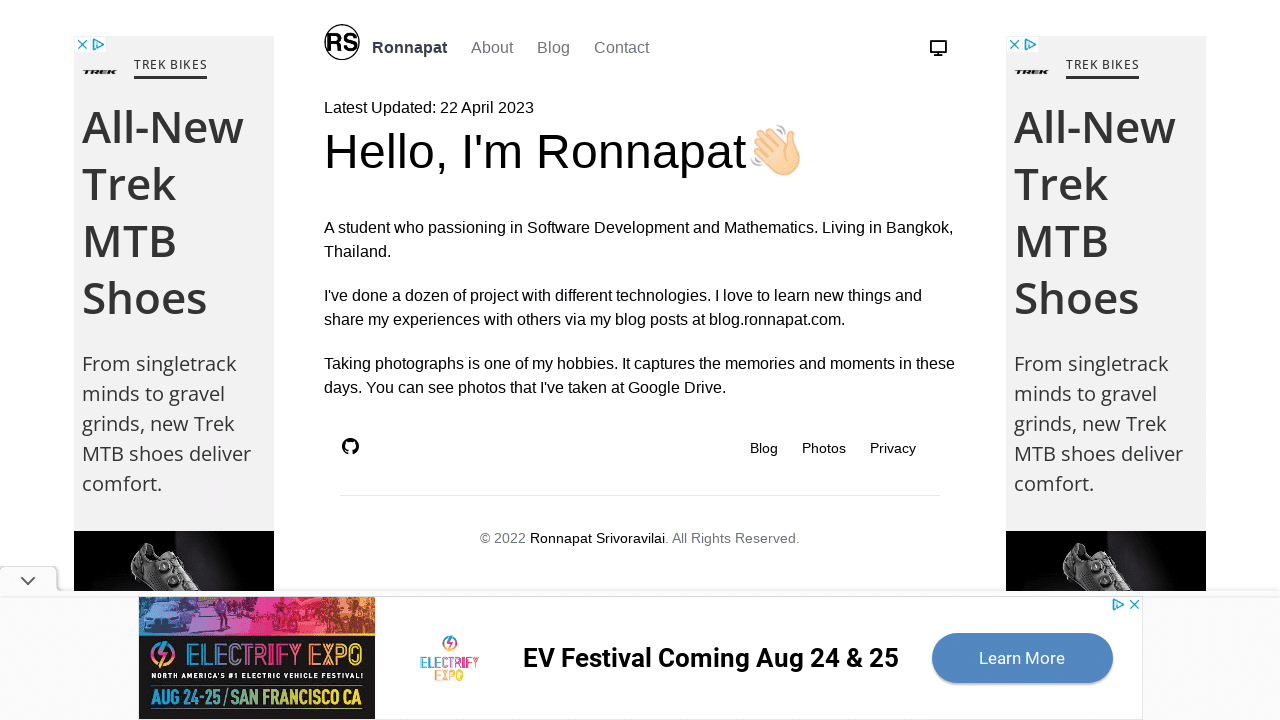 RS
Ronnapat About Blog Contact
Latest Updated: 22 April 2023
Hello, I'm Ronnapat👋🏻
A student who passioning in Software Development and Mathematics. Living in Bangkok,
Thailand.
I've done a dozen of project with different technologies. I love to learn new things and
share my experiences with others via my blog posts at blog.ronnapat.com.
Taking photographs is one of my hobbies. It captures the memories and moments in these
days. You can see photos that I've taken at Google Drive.
Blog Photos Privacy
© 2022 Ronnapat Srivoravilai. All Rights Reserved.
TREK
TREK BIKES
All-New
Trek
MTB
Shoes
From singletrack
minds to gravel
grinds, new Trek
MTB shoes deliver
comfort.
TREK
TREK BIKES
All-New
Trek
MTB
Shoes
From singletrack
minds to gravel
grinds, new Trek
MTB shoes deliver
comfort.
ELECTRIFY EXPO
NORTH AMERICA'S #1 ELECTRIC VEHICLE FESTIVAL!
AUG 24-25 / SAN FRANCISCO CA
ELECTRIFY
EXPO
EV Festival Coming Aug 24 & 25
Learn More